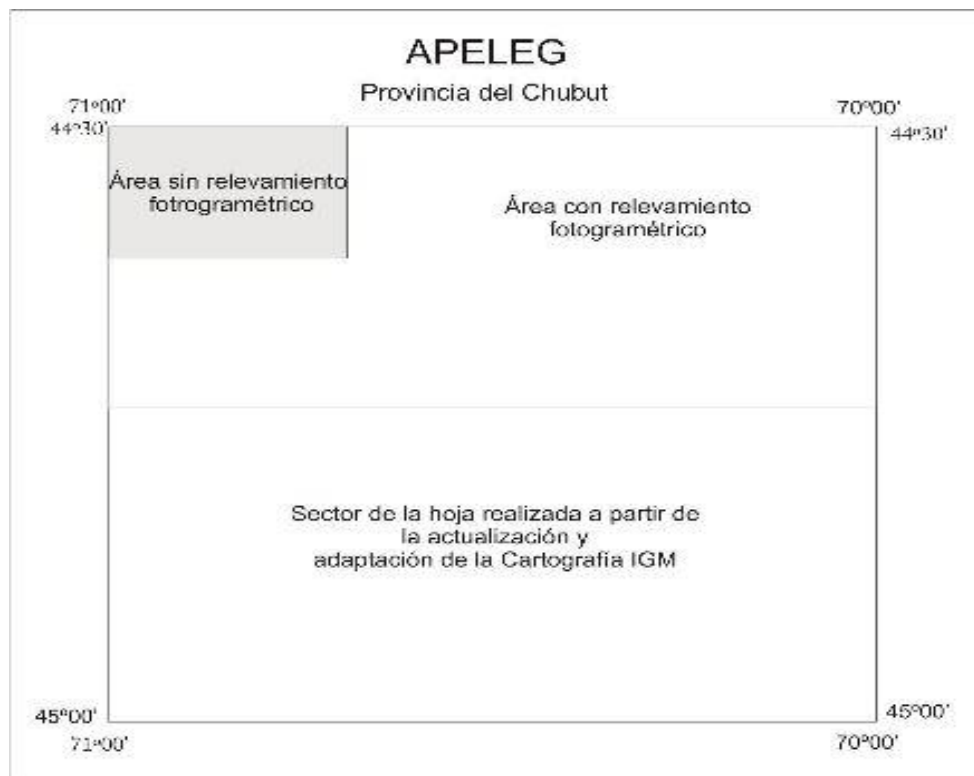 APELEG
Provincia del Chubut
71º00'
70º00'
44º30'
44º30'
Área sin relevamiento
fotrogramétrico
Área con relevamiento
fotogramétrico
Sector de la hoja realizada a partir de
la actualización y
adaptación de la Cartografía IGM
45º00'
45º00'
71º00'
70º00'